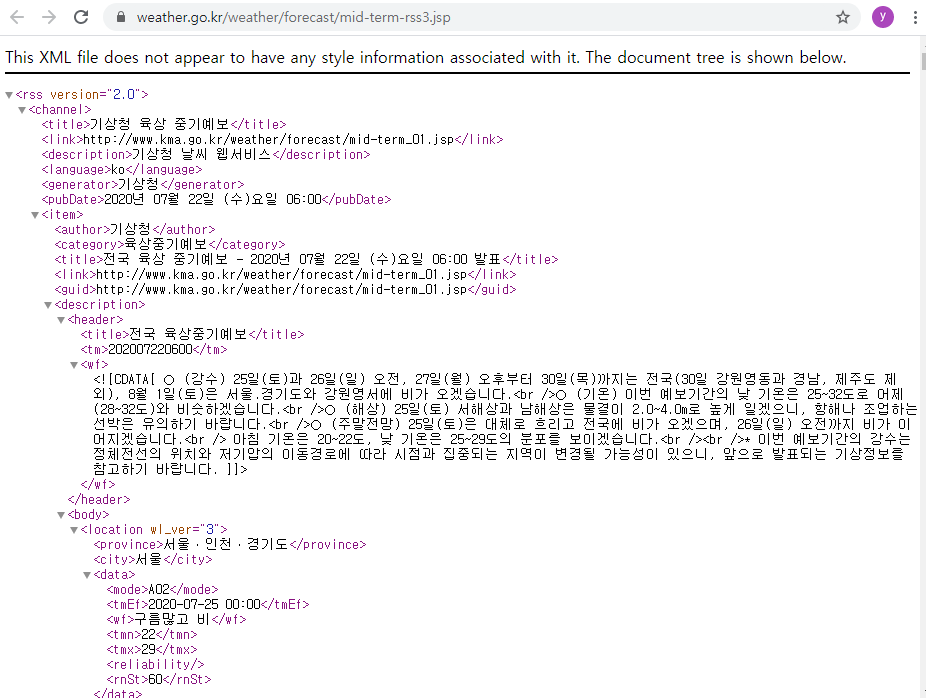 weather.go.kr/weather/forecast/mid-term-rss3.jsp
y
This XML file does not appear to have any style information associated with it. The document tree is shown below.
▼<rss version="2.0">
▼<channel>
<title>기상청 육상 중기예보</title>
<link>http://www.kma.go.kr/weather/forecast/mid-term_01.jsp</link>
<description>기상청 날씨 웹서비스</description>
<language>ko</language>
<generator>기상청</generator>
<pubDate>2020년 07월 22일 (수)요일 06:00</pubDate>
▼<item>
<author>기상청</author>
<category>육상중기예보</category>
<title>전국 육상 중기예보 - 2020년 07월 22일 (수)요일 06:00 발표</title>
<link>http://www.kma.go.kr/weather/forecast/mid-term_01.jsp</link>
<guid>http://www.kma.go.kr/weather/forecast/mid-term_01.jsp</guid>
▼<description>
▼<header>
<title>전국 육상중기예보</title>
<tm>202007220600</tm>
▼<wf>
<![CDATA[ ○ (강수) 25일(토)과 26일(일) 오전, 27일(월) 오후부터 30일(목)까지는 전국(30일 강원영동과 경남, 제주도 제
외), 8월 1일(토)은 서울.경기도와 강원영서에 비가 오겠습니다.<br />○ (기온) 이번 예보기간의 낮 기온은 25~32도로 어제
(28~32도)와 비슷하겠습니다.<br />○ (해상) 25일(토) 서해상과 남해상은 물결이 2.0~4.0m로 높게 일겠으니, 항해나 조업하는
선박은 유의하기 바랍니다.<br />○ (주말전망) 25일(토)은 대체로 흐리고 전국에 비가 오겠으며, 26일(일) 오전까지 비가 이
어지겠습니다.<br /> 아침 기온은 20~22도, 낮 기온은 25~29도의 분포를 보이겠습니다.<br /><br />* 이번 예보기간의 강수는
정체전선의 위치와 저기압의 이동경로에 따라 시점과 집중되는 지역이 변경될 가능성이 있으니, 앞으로 발표되는 기상정보를
참고하기 바랍니다. ]]>
</wf>
</header>
▼<body>
▼<location wl_ver="3">
<province>서울·인천·경기도</province>
<city>서울</city>
▼<data>
<mode>A02</mode>
<tmEf>2020-07-25 00:00</tmEf>
<wf>구름많고 비</wf>
<tmn>22</tmn>
<tmx>29</tmx>
<reliability/>
<rnSt>60</rnSt>
</data>